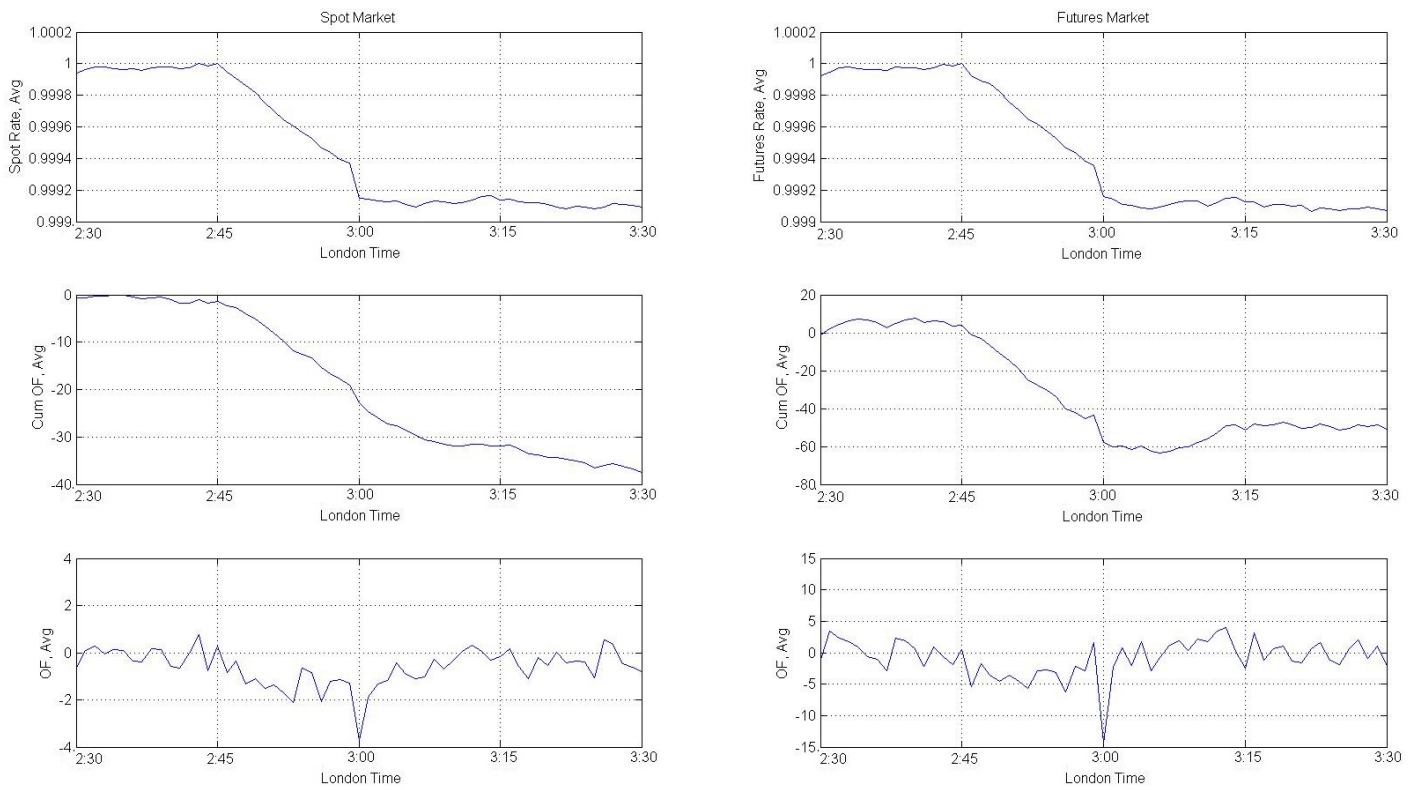 Spot Market
1.0002
1
0.9998
0.9996
0.9994
0.9992
0.999
Spot Rate, Avg
2:30 2:45 3:00 3:15 3:30
London Time
Futures Market
1.0002
1
0.9998
0.9996
0.9994
0.9992
0.999
Futures Rate, Avg
2:30 2:45 3:00 3:15 3:30
London Time
0
-10
-20
-30
-40
Cum OF, Avg
2:30 2:45 3:00 3:15 3:30
London Time
20
0
-20
-40
-60
-80
Cum OF, Avg
2:30 2:45 3:00 3:15 3:30
London Time
4
2
0
-2
-4
OF, Avg
2:30 2:45 3:00 3:15 3:30
London Time
15
10
5
0
-5
-10
-15
OF, Avg
2:30 2:45 3:00 3:15 3:30
London Time